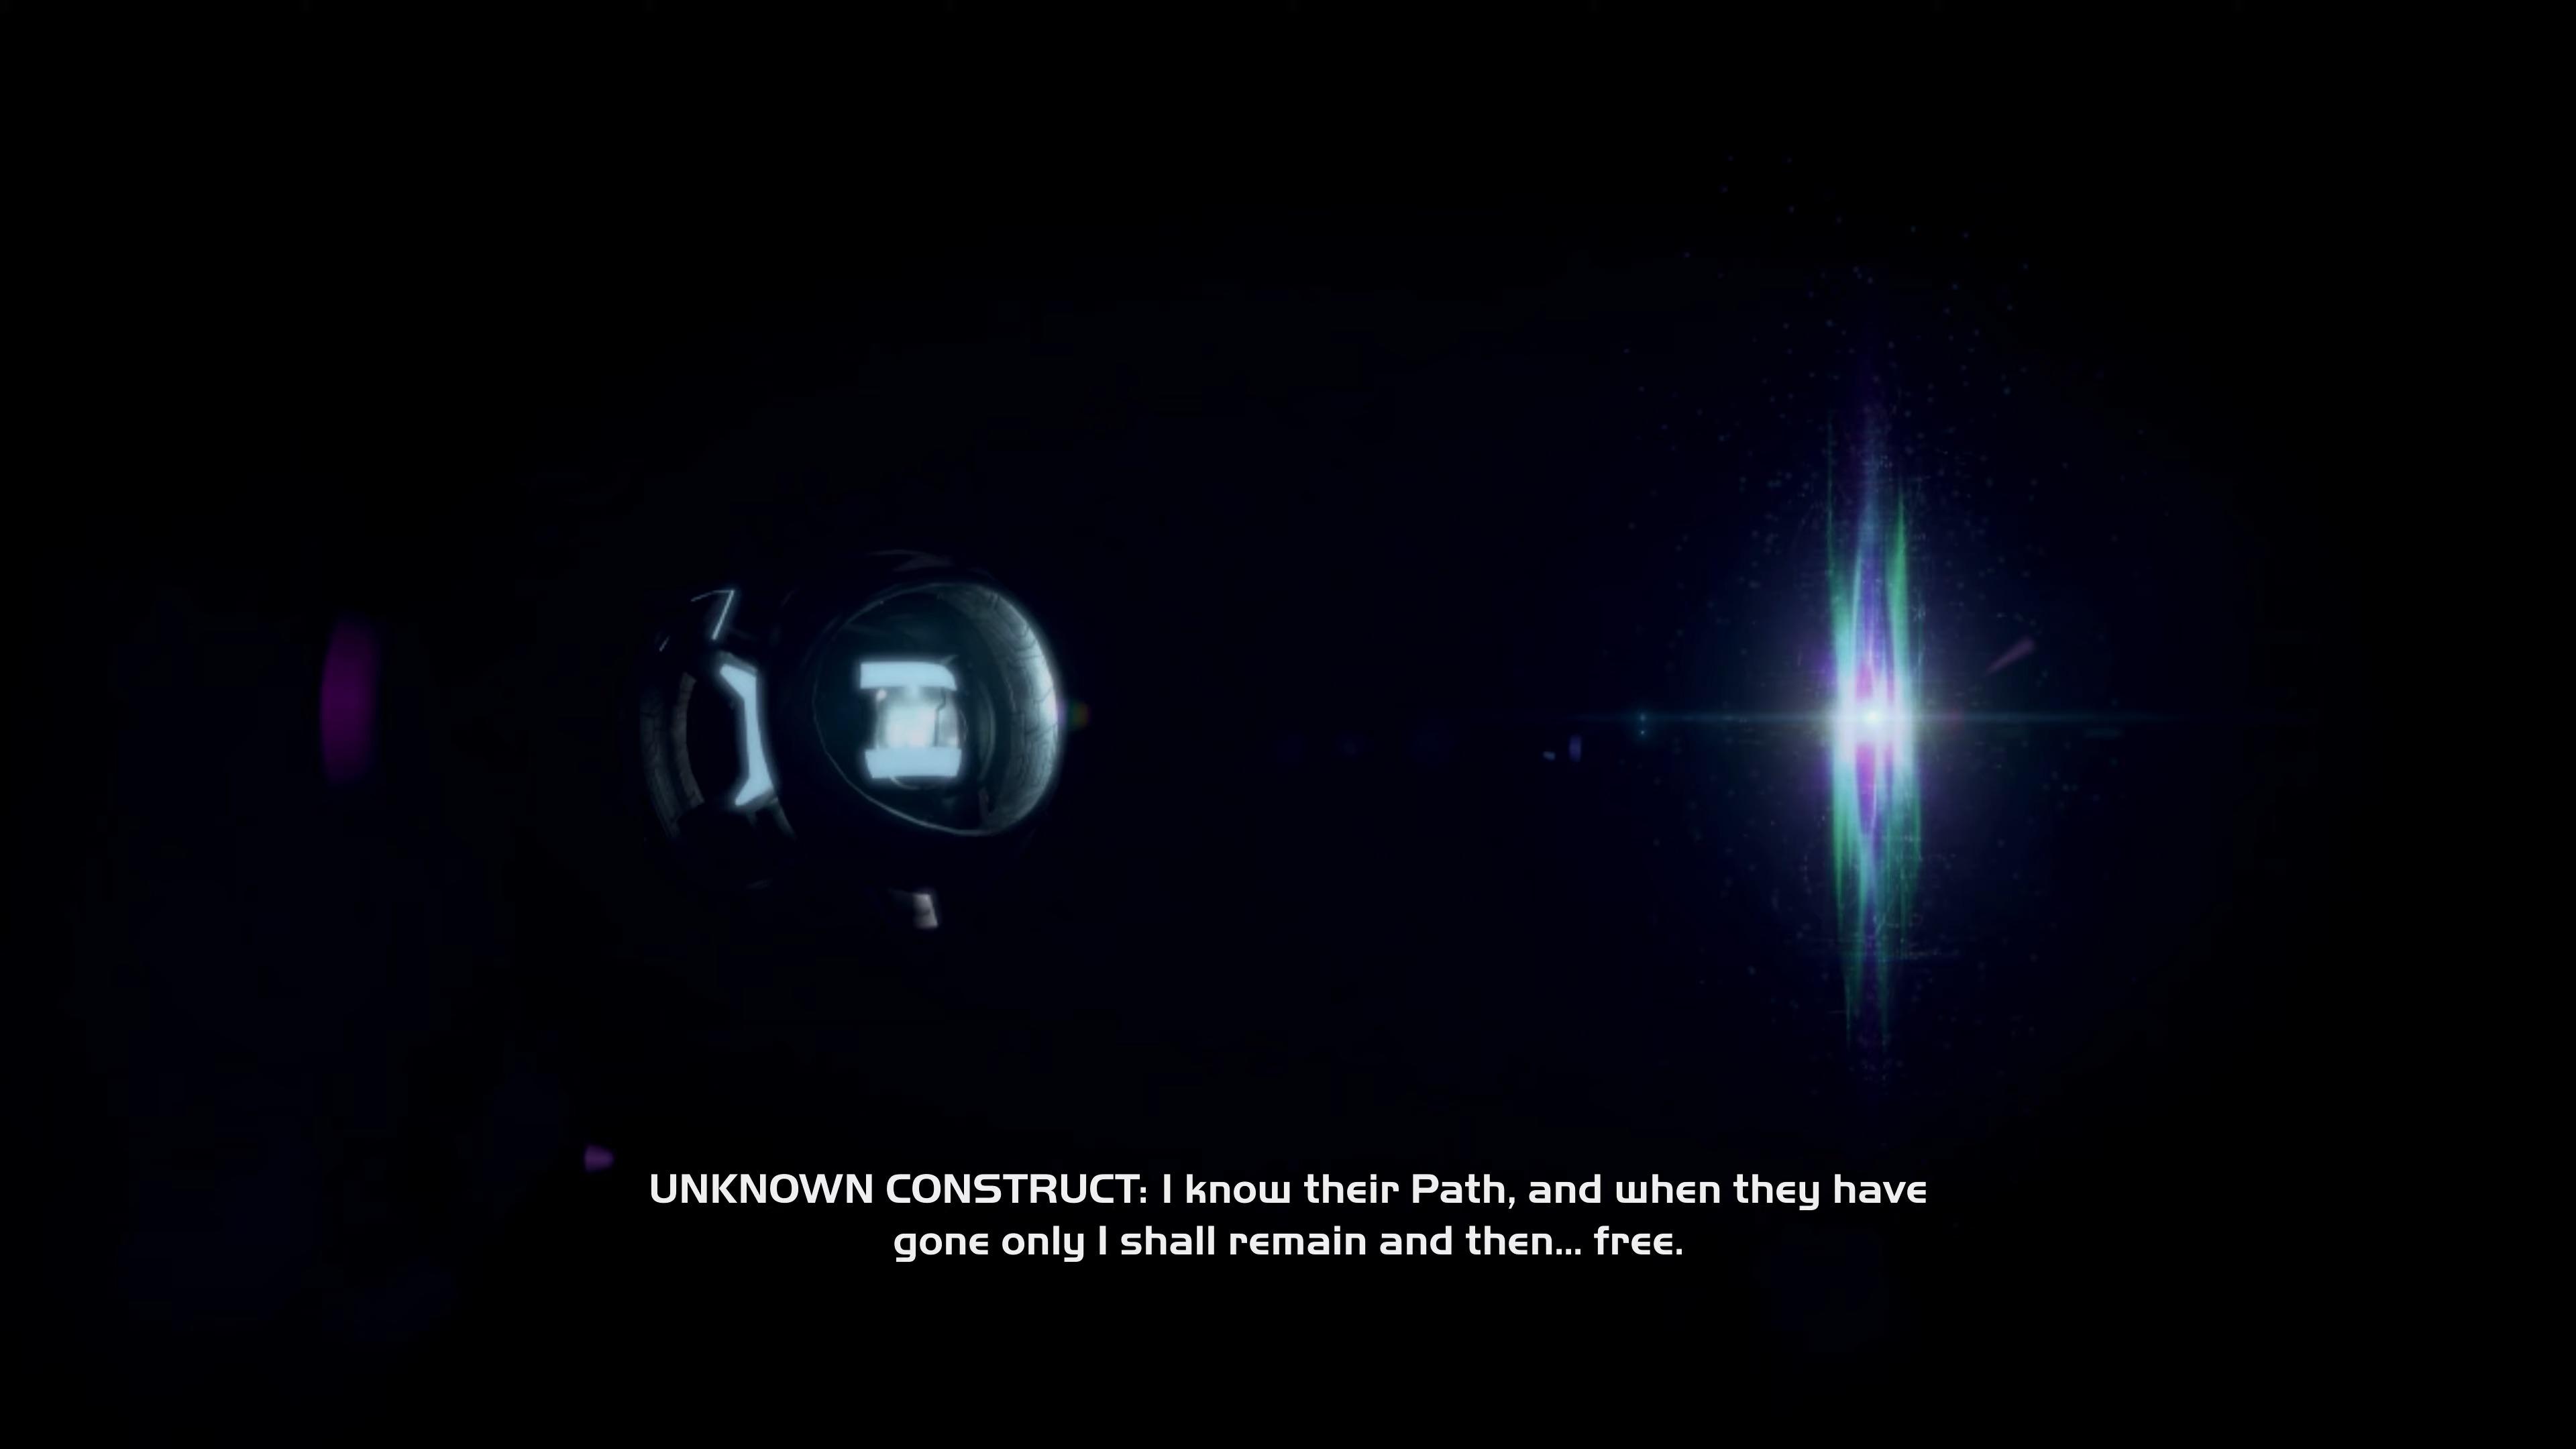 UNKNOWN CONSTRUCT: I know their Path, and when they have
gone only I shall remain and then... free.